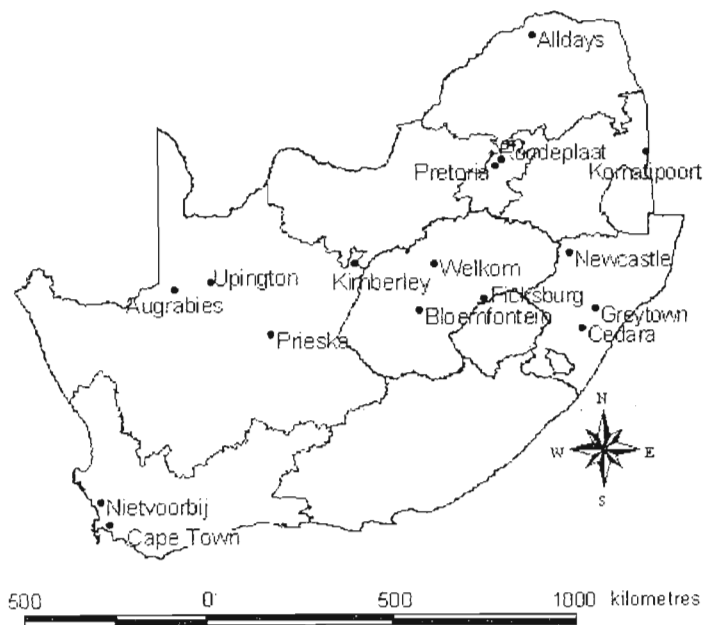 Alldays
Roodeplaat
Pretoria
Komatipoort
Newcastle
Welkom
Kimberley
Upington
Augrabies
Ficksburg
Bloemfontein
Greytown
Cedara
Prieska
N
W E
S
Nietvoorbij
Cape Town
500 0 500 1000 kilometres